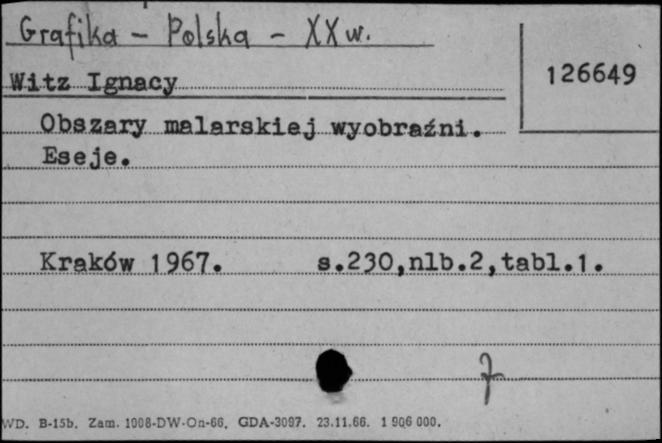 Grafika - Polska - XX w.
126649
Witz Ignacy
Obszary malarskiej wyobraźni.
Eseje.
Kraków 1967. s.230,nlb.2,tabl.1.
WD. B-15b. Zam. 1008-DW-On-66. GDA-3097. 23.11.66. 1 906 000.